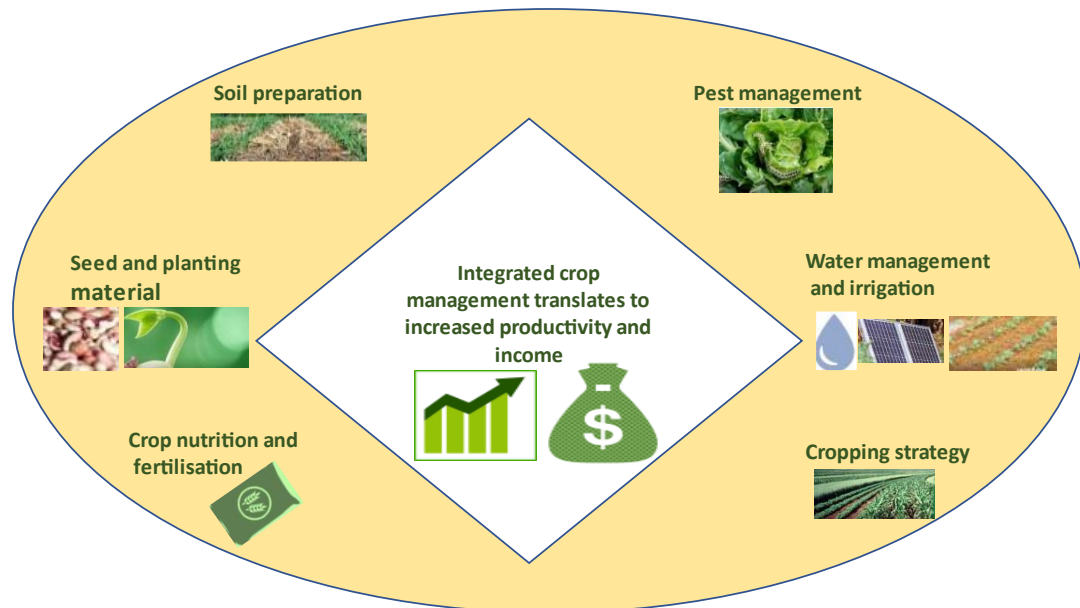 Soil preparation
Pest management
Seed and planting
material
Integrated crop
management translates to
increased productivity and
income
$
Water management
and irrigation
Crop nutrition and
fertilisation
Cropping strategy